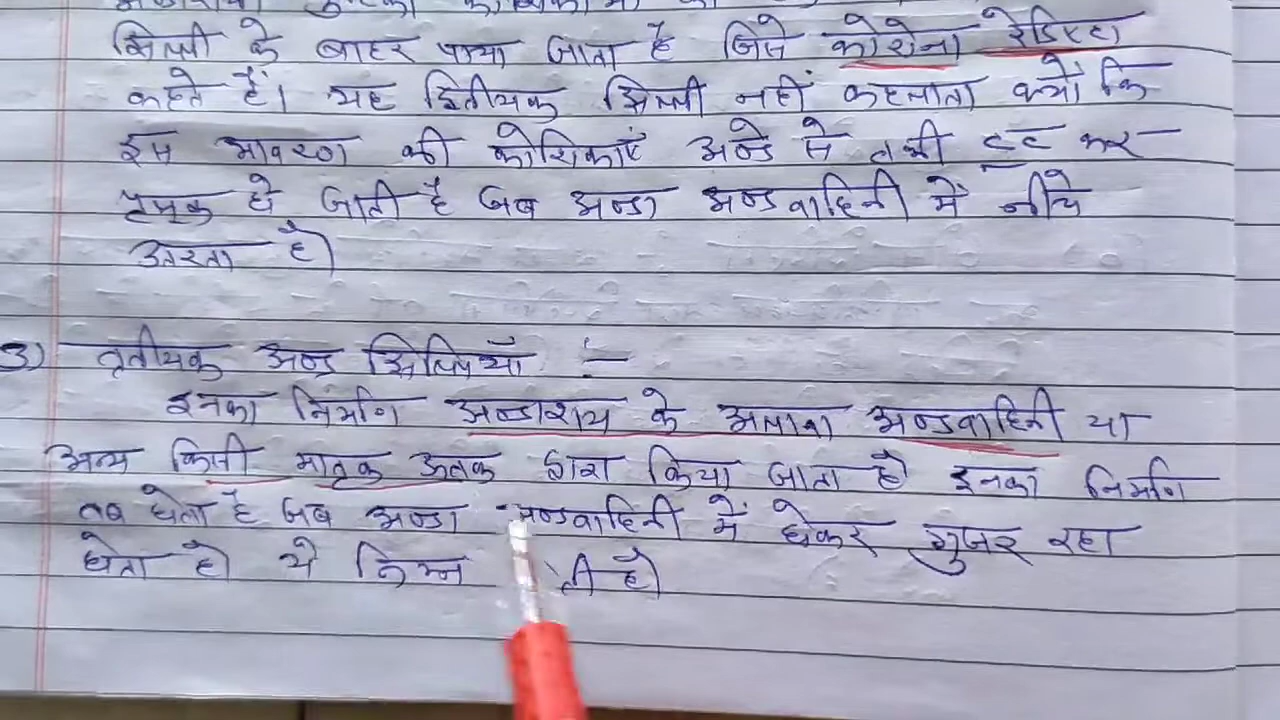 झिल्ली के बाहर पाया जाता है जिसे कोरोना रेडिएटा
कहते हैं। यह द्वितीयक झिल्ली नहीं कहलाता क्यों कि
इस आवरण की कोशिकाएँ अण्डे से तभी टूट कर
पृथक हो जाती है जब अण्डा अण्डवाहिनी में नीचे
उतरता है।
3) तृतीयक अण्ड झिल्लियाँ :-
इनका निर्माण अण्डाशय के अलावा अण्डवाहिनी या
अन्य किसी मातृक ऊतक द्वारा किया जाता है इनका निर्माण
तब होता है जब अण्डा अण्डवाहिनी में होकर गुजर रहा
होता है। ये निम्न है।